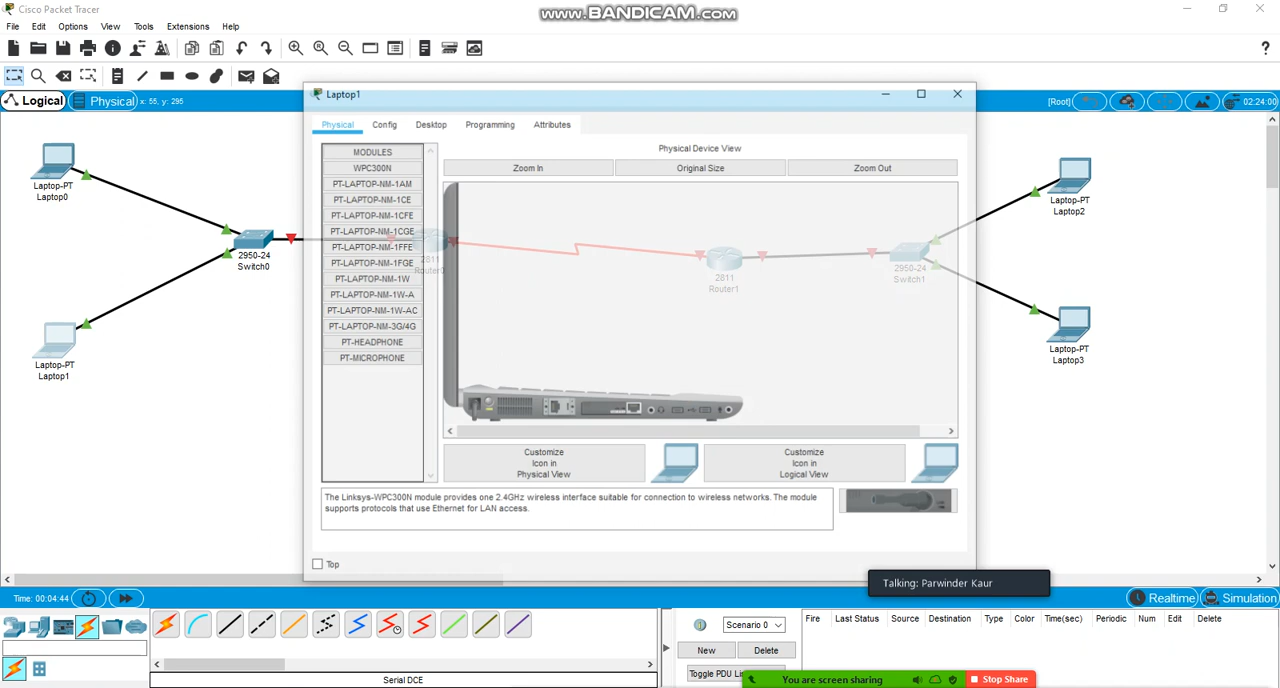 Cisco Packet Tracer
www.BANDICAM.com
File Edit Options View Tools Extensions Help
?
Logical Physical x: 55, y: 295
[Root] 02:24:00
Laptop1
Physical Config Desktop Programming Attributes
MODULES
WPC300N
PT-LAPTOP-NM-1AM
PT-LAPTOP-NM-1CE
PT-LAPTOP-NM-1CFE
PT-LAPTOP-NM-1CGE
PT-LAPTOP-NM-1FFE
PT-LAPTOP-NM-1FGE
PT-LAPTOP-NM-1W
PT-LAPTOP-NM-1W-A
PT-LAPTOP-NM-1W-AC
PT-LAPTOP-NM-3G/4G
PT-HEADPHONE
PT-MICROPHONE
Physical Device View
Zoom In Original Size Zoom Out
Laptop-PT
Laptop0
Laptop-PT
Laptop1
2950-24
Switch0
2811
Router0
2811
Router1
2950-24
Switch1
Laptop-PT
Laptop2
Laptop-PT
Laptop3
Customize
Icon in
Physical View
Customize
Icon in
Logical View
The Linksys-WPC300N module provides one 2.4GHz wireless interface suitable for connection to wireless networks. The module
supports protocols that use Ethernet for LAN access.
Top
Talking: Parwinder Kaur
Time: 00:04:44
Realtime Simulation
Scenario 0
New Delete
Toggle PDU Li
Fire Last Status Source Destination Type Color Time(sec) Periodic Num Edit Delete
Serial DCE
You are screen sharing Stop Share